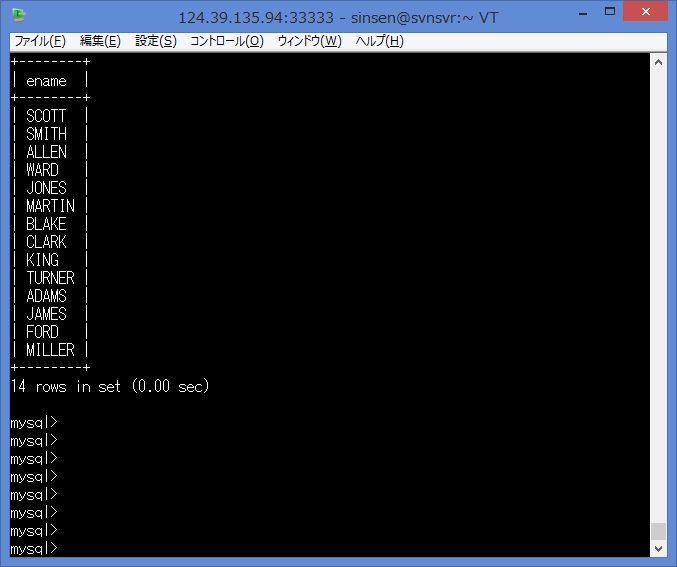 124.39.135.94:33333 - sinsen@svnsvr:~ VT
ファイル(F) 編集(E) 設定(S) コントロール(O) ウィンドウ(W) ヘルプ(H)
+--------+
| ename  |
+--------+
| SCOTT  |
| SMITH  |
| ALLEN  |
| WARD   |
| JONES  |
| MARTIN |
| BLAKE  |
| CLARK  |
| KING   |
| TURNER |
| ADAMS  |
| JAMES  |
| FORD   |
| MILLER |
+--------+
14 rows in set (0.00 sec)
mysql>
mysql>
mysql>
mysql>
mysql>
mysql>
mysql>
mysql>